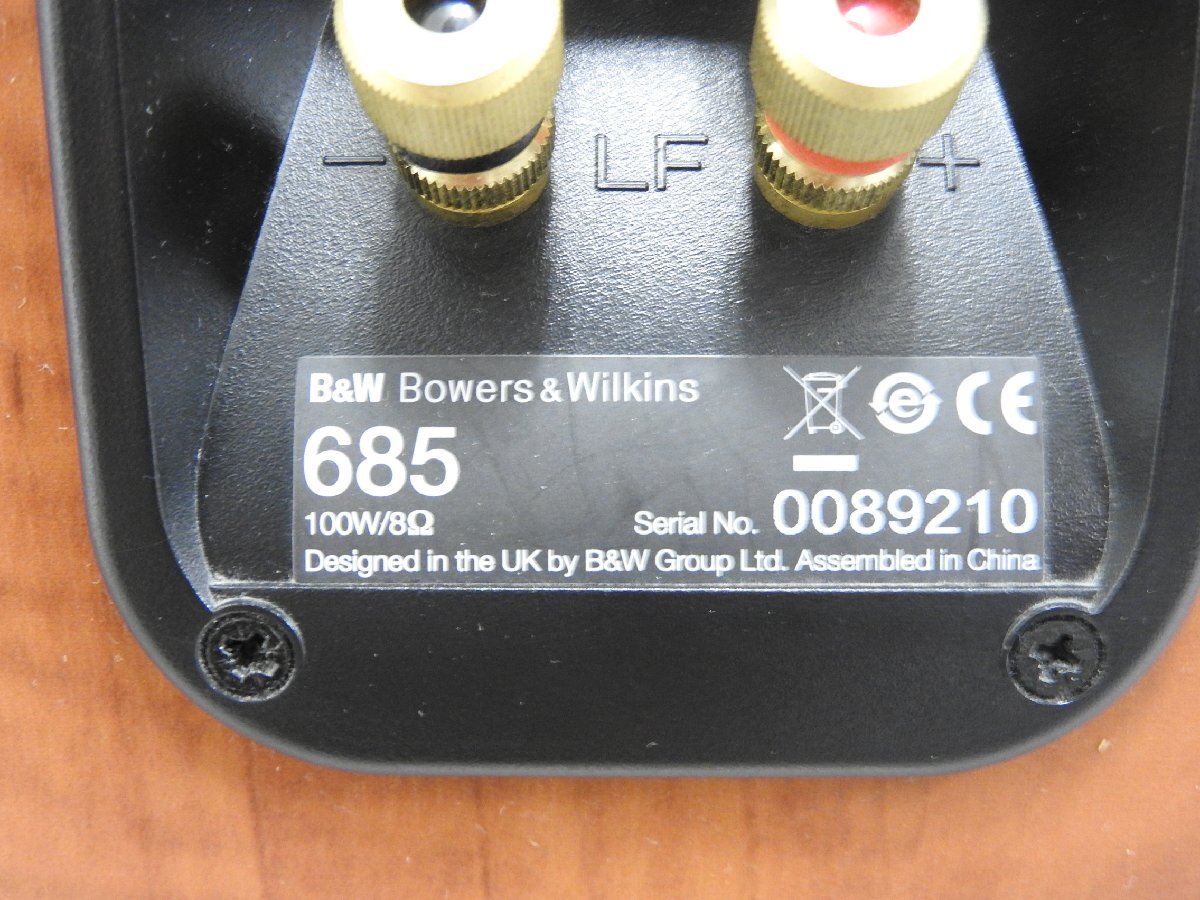 − LF +
B&W Bowers & Wilkins
685
100W/8Ω
Serial No. 0089210
Designed in the UK by B&W Group Ltd. Assembled in China
CE